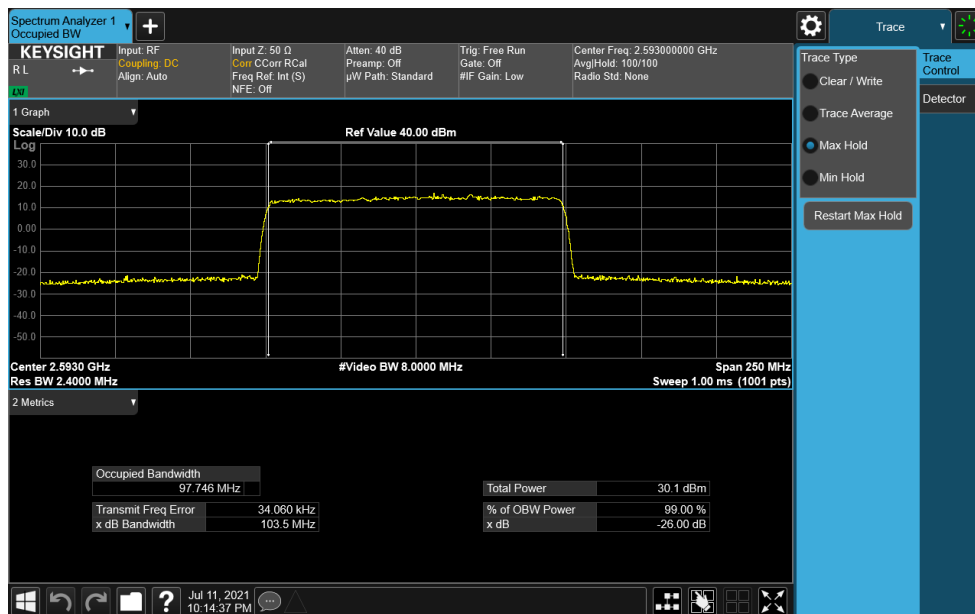 Spectrum Analyzer 1
Occupied BW
Trace
KEYSIGHT
R L
LXI
Input: RF
Coupling: DC
Align: Auto
Input Z: 50 Ω
Corr CCorr RCal
Freq Ref: Int (S)
NFE: Off
Atten: 40 dB
Preamp: Off
µW Path: Standard
Trig: Free Run
Gate: Off
#IF Gain: Low
Center Freq: 2.593000000 GHz
Avg|Hold: 100/100
Radio Std: None
Trace Type
Clear / Write
Trace Average
Max Hold
Min Hold
Restart Max Hold
Trace
Control
Detector
1 Graph
Scale/Div 10.0 dB
Ref Value 40.00 dBm
Log
30.0
20.0
10.0
0.00
-10.0
-20.0
-30.0
-40.0
-50.0
Center 2.5930 GHz
#Video BW 8.0000 MHz
Span 250 MHz
Res BW 2.4000 MHz
Sweep 1.00 ms (1001 pts)
2 Metrics
Occupied Bandwidth
97.746 MHz
Transmit Freq Error 34.060 kHz
x dB Bandwidth 103.5 MHz
Total Power 30.1 dBm
% of OBW Power 99.00 %
x dB -26.00 dB
?
Jul 11, 2021
10:14:37 PM